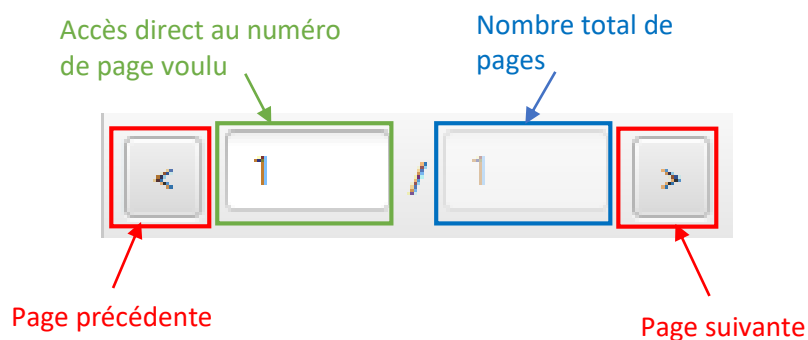 Accès direct au numéro
de page voulu
Nombre total de
pages
< 1 / 1 >
Page précédente
Page suivante